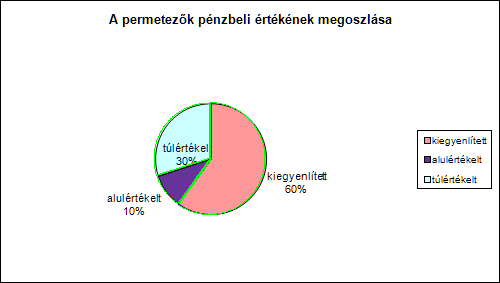 A permetezők pénzbeli értékének megoszlása
túlértékel
30%
kiegyenlített
60%
alulértékelt
10%
kiegyenlített
alulértékelt
túlértékelt